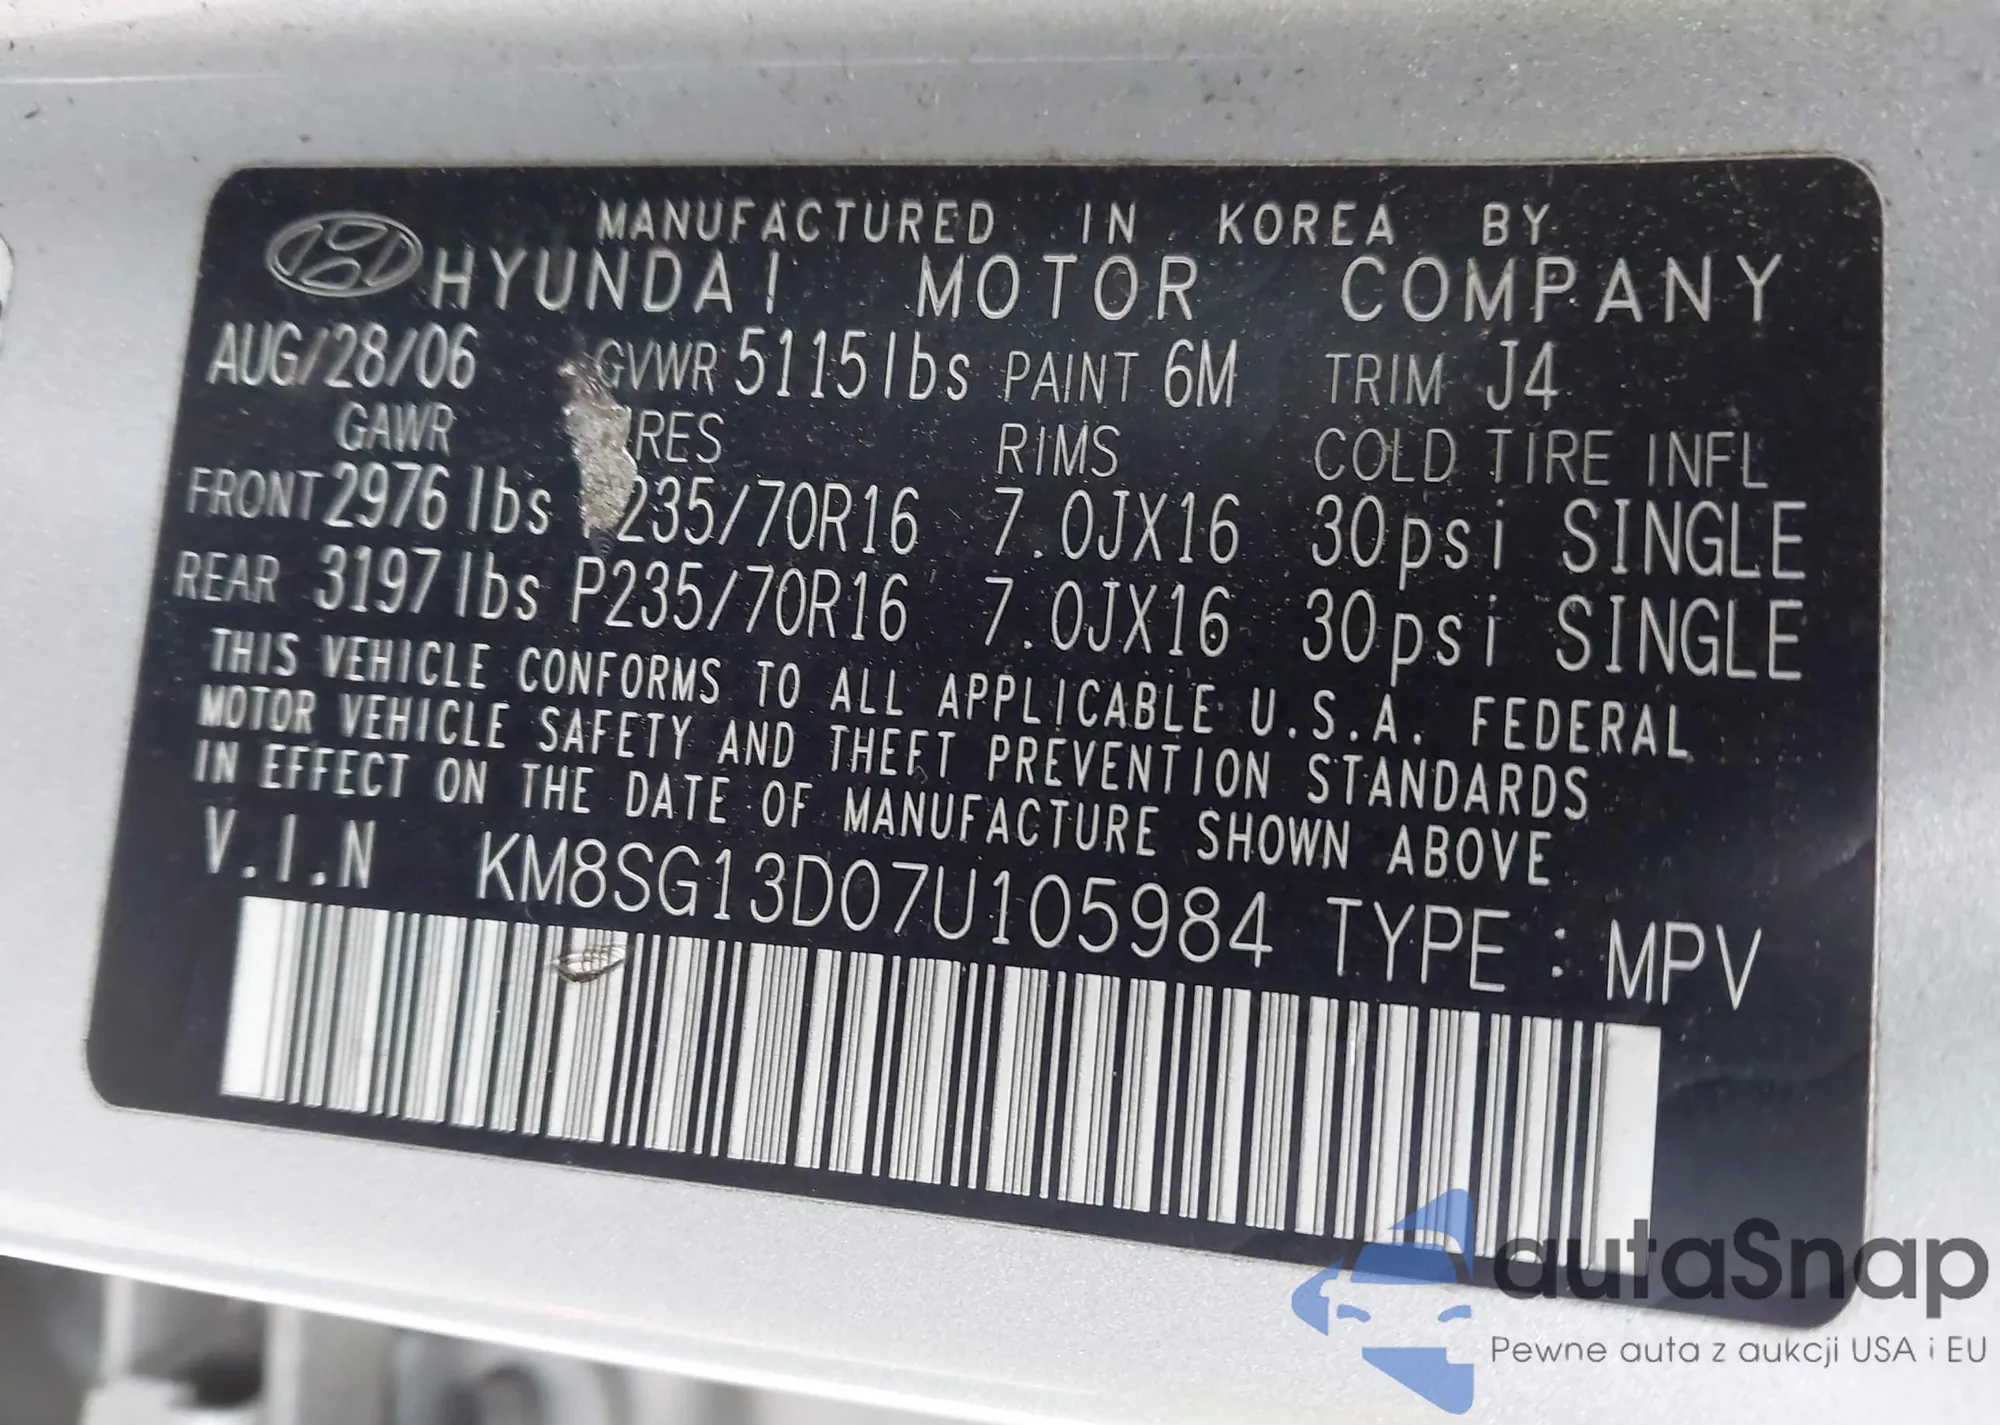 MANUFACTURED IN KOREA BY
HYUNDAI MOTOR COMPANY
AUG/28/06 GVWR 5115lbs PAINT 6M TRIM J4
GAWR RES RIMS COLD TIRE INFL
FRONT 2976 lbs 235/70R16 7.0JX16 30psi SINGLE
REAR 3197 lbs P235/70R16 7.0JX16 30psi SINGLE
THIS VEHICLE CONFORMS TO ALL APPLICABLE U.S.A. FEDERAL
MOTOR VEHICLE SAFETY AND THEFT PREVENTION STANDARDS
IN EFFECT ON THE DATE OF MANUFACTURE SHOWN ABOVE
V.I.N KM8SG13D07U105984 TYPE : MPV
autaSnap
Pewne auta z aukcji USA i EU